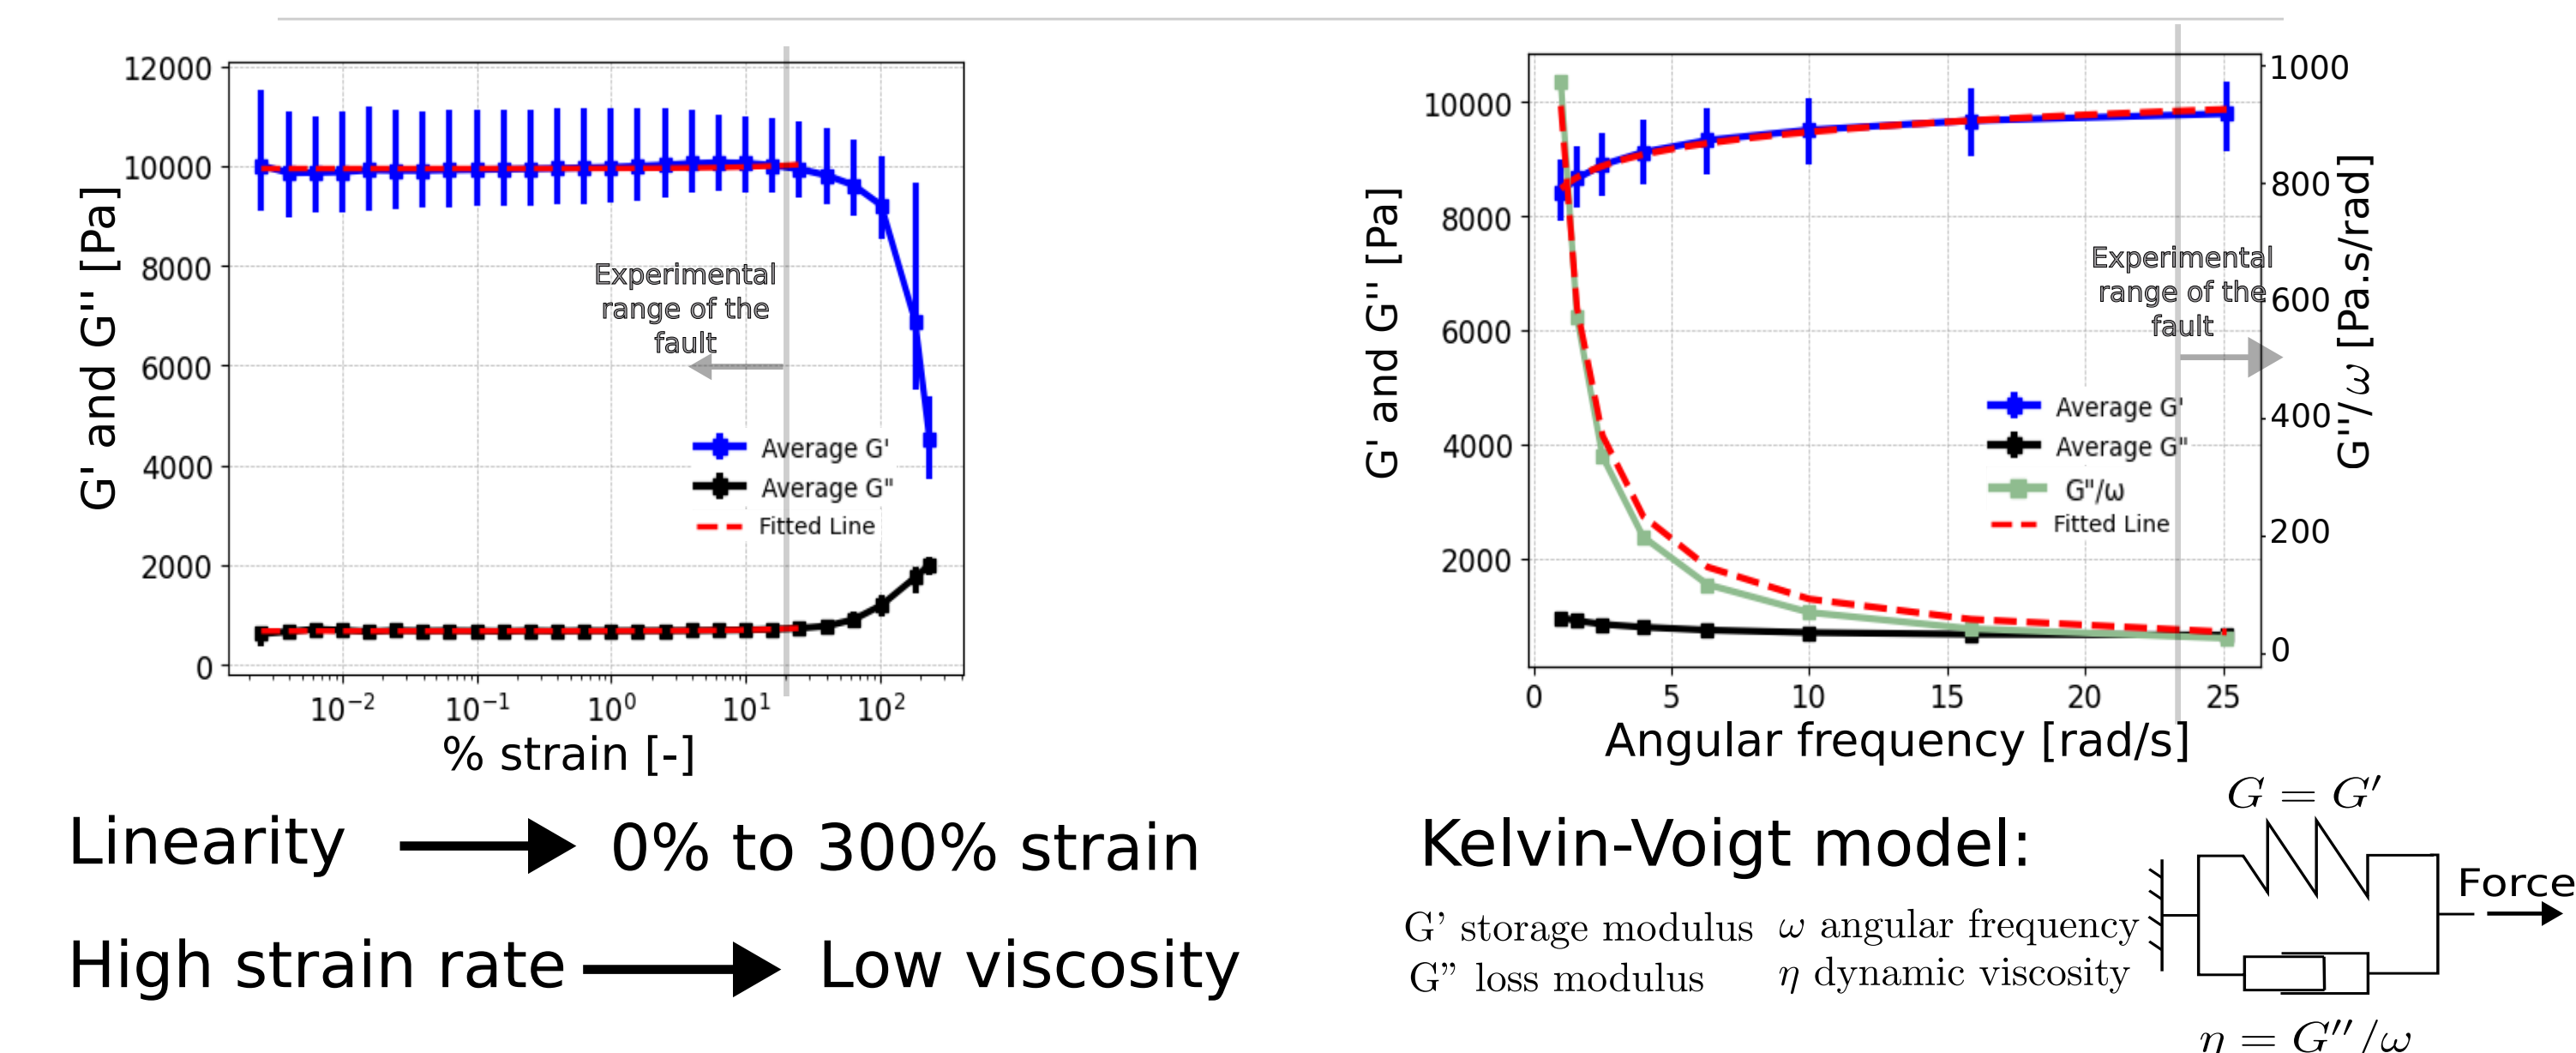 12000
10000
8000
6000
4000
2000
0
G' and G'' [Pa]
Experimental
range of the
fault
Average G'
Average G"
Fitted Line
10⁻² 10⁻¹ 10⁰ 10¹ 10²
% strain [-]
10000
8000
6000
4000
2000
G' and G'' [Pa]
1000
800
600
400
200
0
G''/ω [Pa.s/rad]
Experimental
range of the
fault
Average G'
Average G"
G"/ω
Fitted Line
0 5 10 15 20 25
Angular frequency [rad/s]
Linearity 0% to 300% strain
High strain rate Low viscosity
Kelvin-Voigt model:
G' storage modulus ω angular frequency
G" loss modulus η dynamic viscosity
G = G′
Force
η = G″/ω